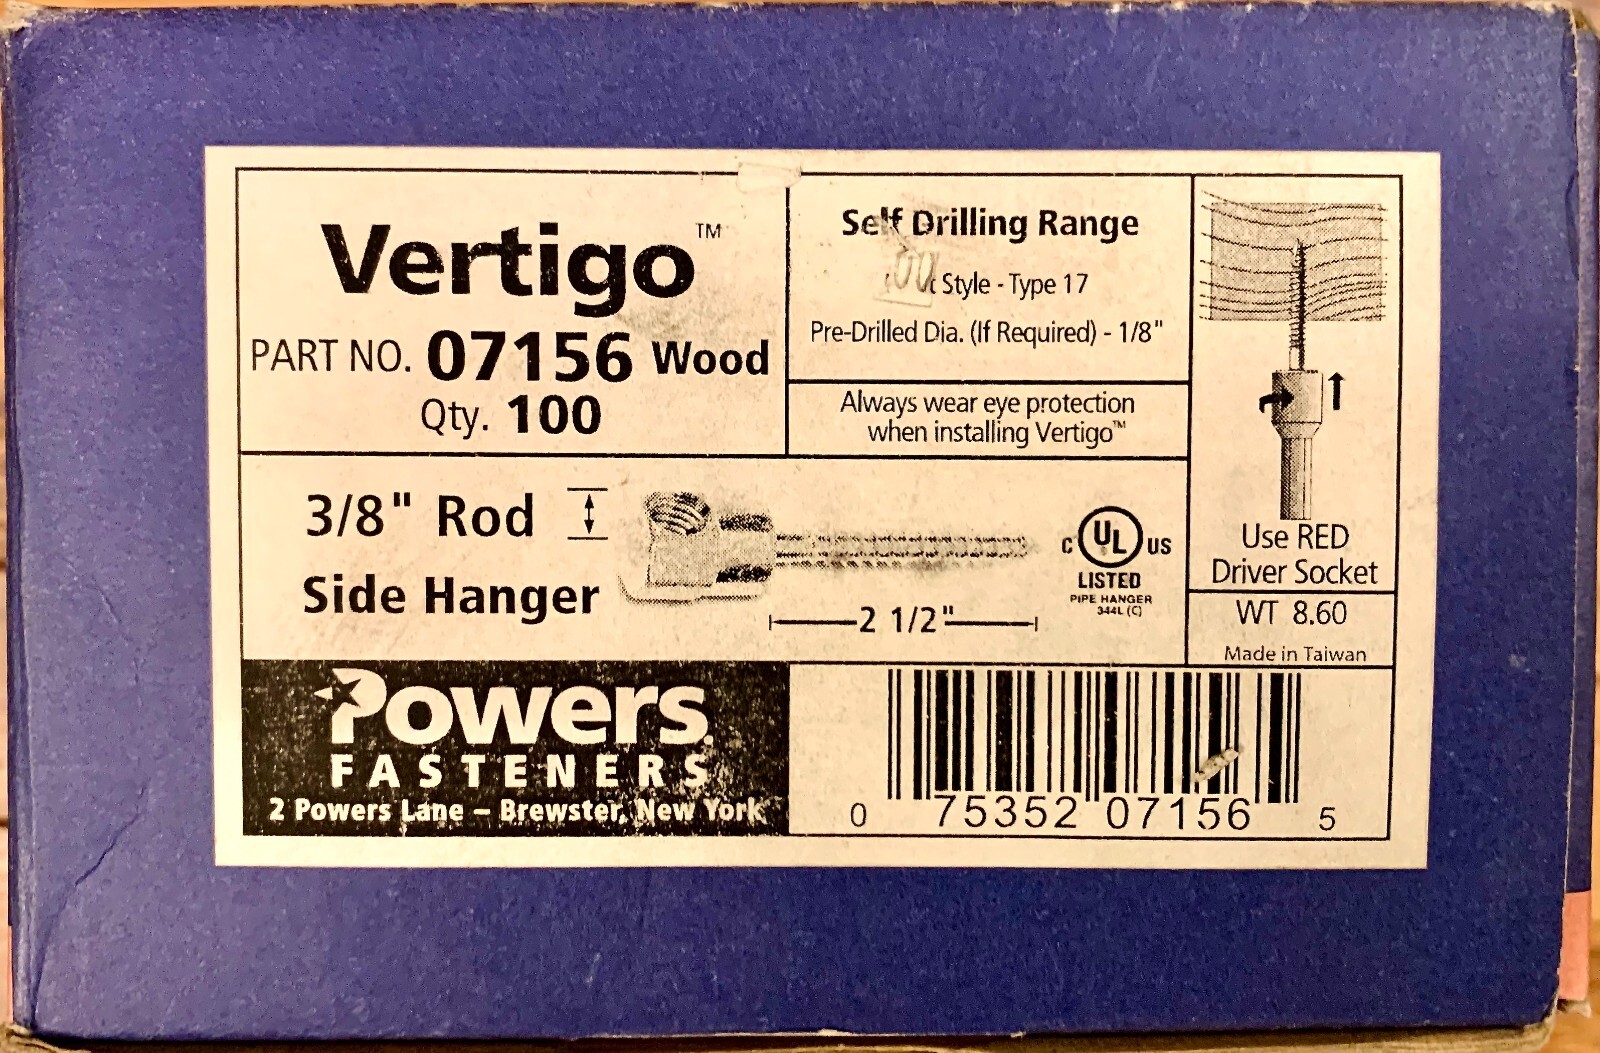 Vertigo™
PART NO. 07156 Wood
Qty. 100
Self Drilling Range
Style - Type 17
Pre-Drilled Dia. (If Required) - 1/8"
Always wear eye protection
when installing Vertigo™
3/8" Rod
Side Hanger
2 1/2"
C UL US
LISTED
PIPE HANGER
344L (C)
Use RED
Driver Socket
WT 8.60
Made in Taiwan
Powers
FASTENERS
2 Powers Lane – Brewster, New York
0 75352 07156 5